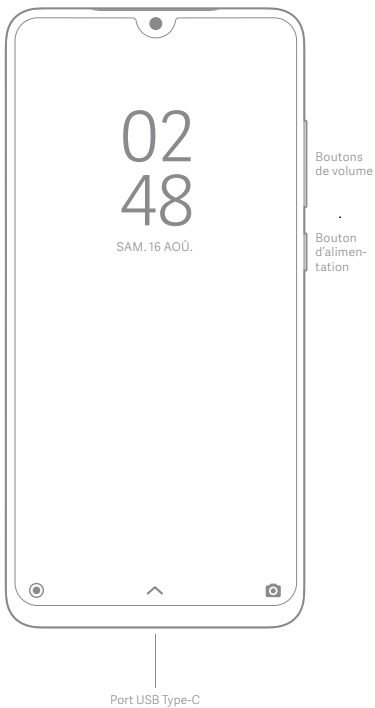 02
48
SAM. 16 AOÛ.
Boutons
de volume
Bouton
d'alimen-
tation
Port USB Type-C